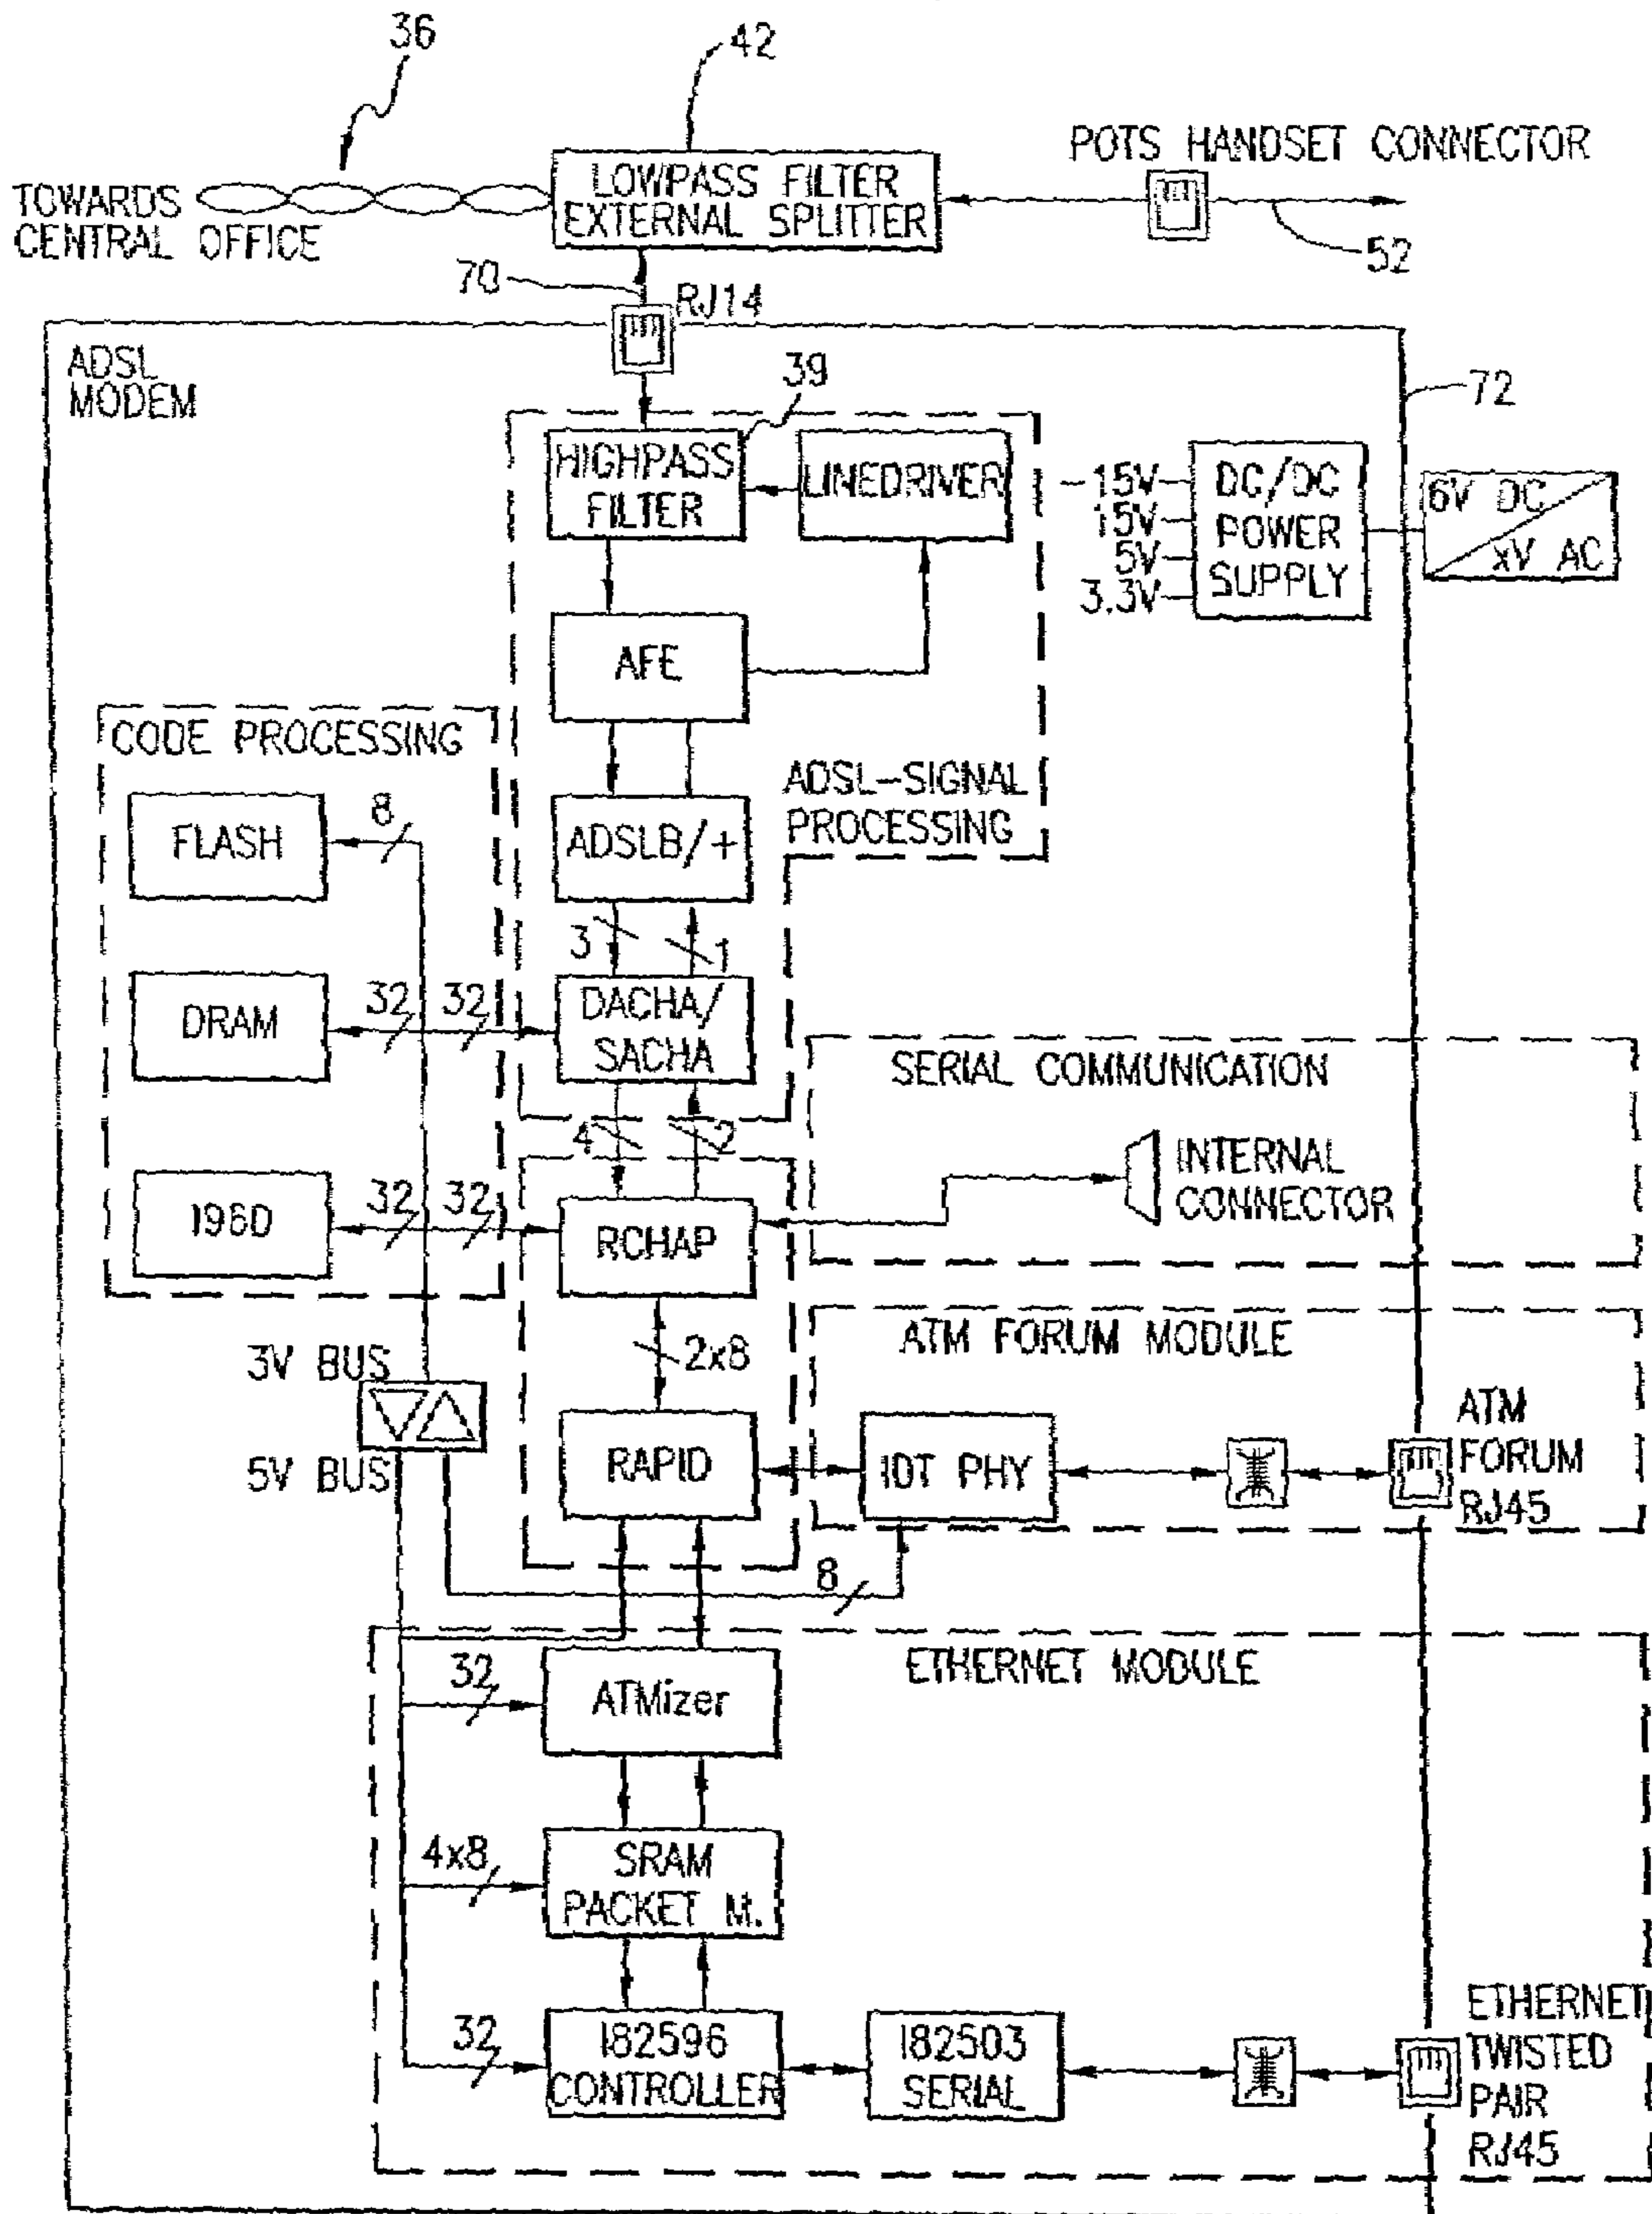 36
42
POTS HANDSET CONNECTOR
TOWARDS
CENTRAL OFFICE
LOWPASS FILTER
EXTERNAL SPLITTER
52
70
RJ14
ADSL
MODEM
39
72
HIGHPASS
FILTER
LINEDRIVER
-15V
15V
5V
3.3V
DC/DC
POWER
SUPPLY
6V DC
xV AC
AFE
CODE PROCESSING
ADSL-SIGNAL
PROCESSING
FLASH
8
ADSLB/+
3
1
DRAM
32
32
DACHA/
SACHA
SERIAL COMMUNICATION
4
2
INTERNAL
CONNECTOR
I960
32
32
RCHAP
ATM FORUM MODULE
2x8
3V BUS
5V BUS
RAPID
IDT PHY
ATM
FORUM
RJ45
8
ETHERNET MODULE
32
ATMizer
4x8
SRAM
PACKET M.
32
I82596
CONTROLLER
I82503
SERIAL
ETHERNET
TWISTED
PAIR
RJ45